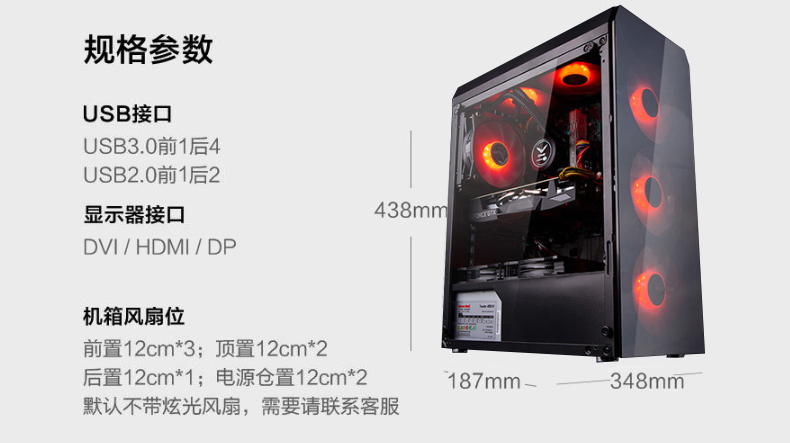 规格参数
USB接口
USB3.0前1后4
USB2.0前1后2
显示器接口
DVI / HDMI / DP
机箱风扇位
前置12cm*3；顶置12cm*2
后置12cm*1；电源仓置12cm*2
默认不带炫光风扇，需要请联系客服
438mm
187mm
348mm